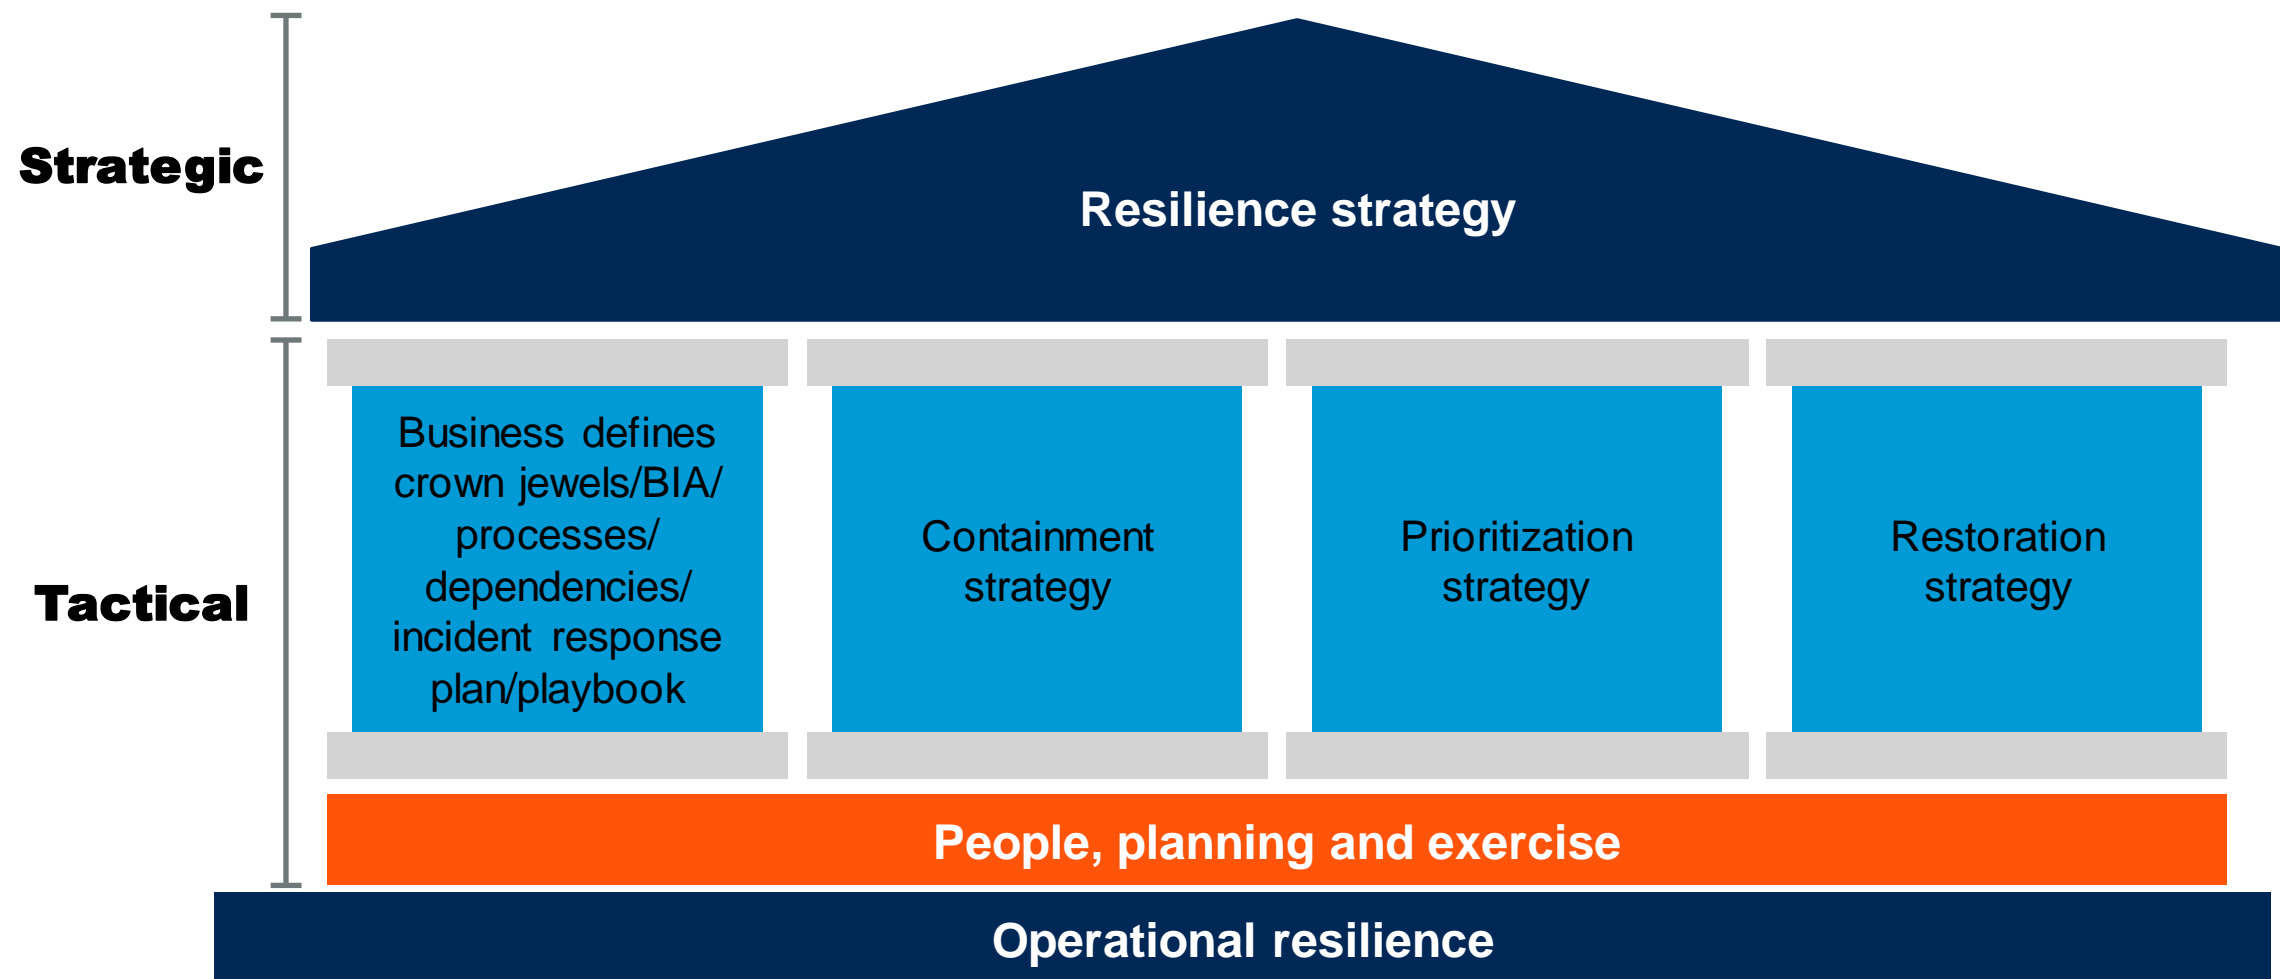 Strategic
Resilience strategy
Tactical
Business defines
crown jewels/BIA/
processes/
dependencies/
incident response
plan/playbook
Containment
strategy
Prioritization
strategy
Restoration
strategy
People, planning and exercise
Operational resilience